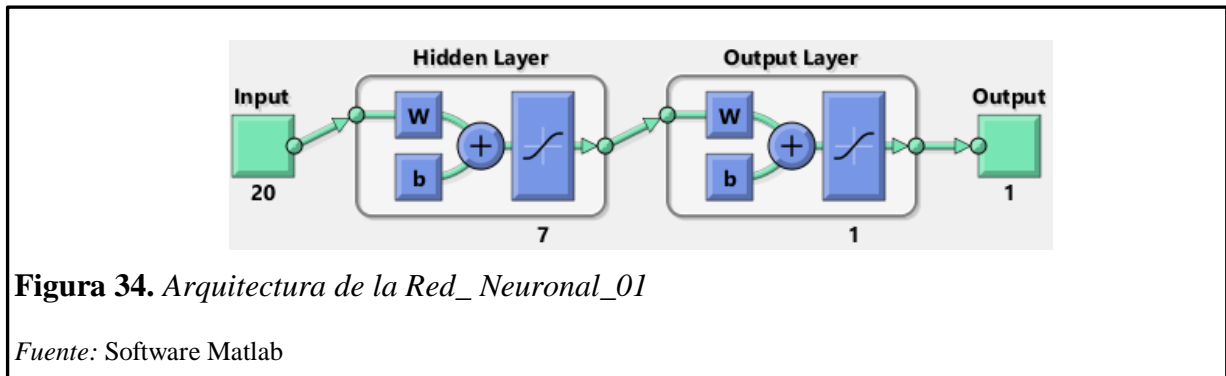 Hidden Layer
Output Layer
Input
Output
W
W
+
+
b
b
20
1
7
1
Figura 34. Arquitectura de la Red_ Neuronal_01
Fuente: Software Matlab